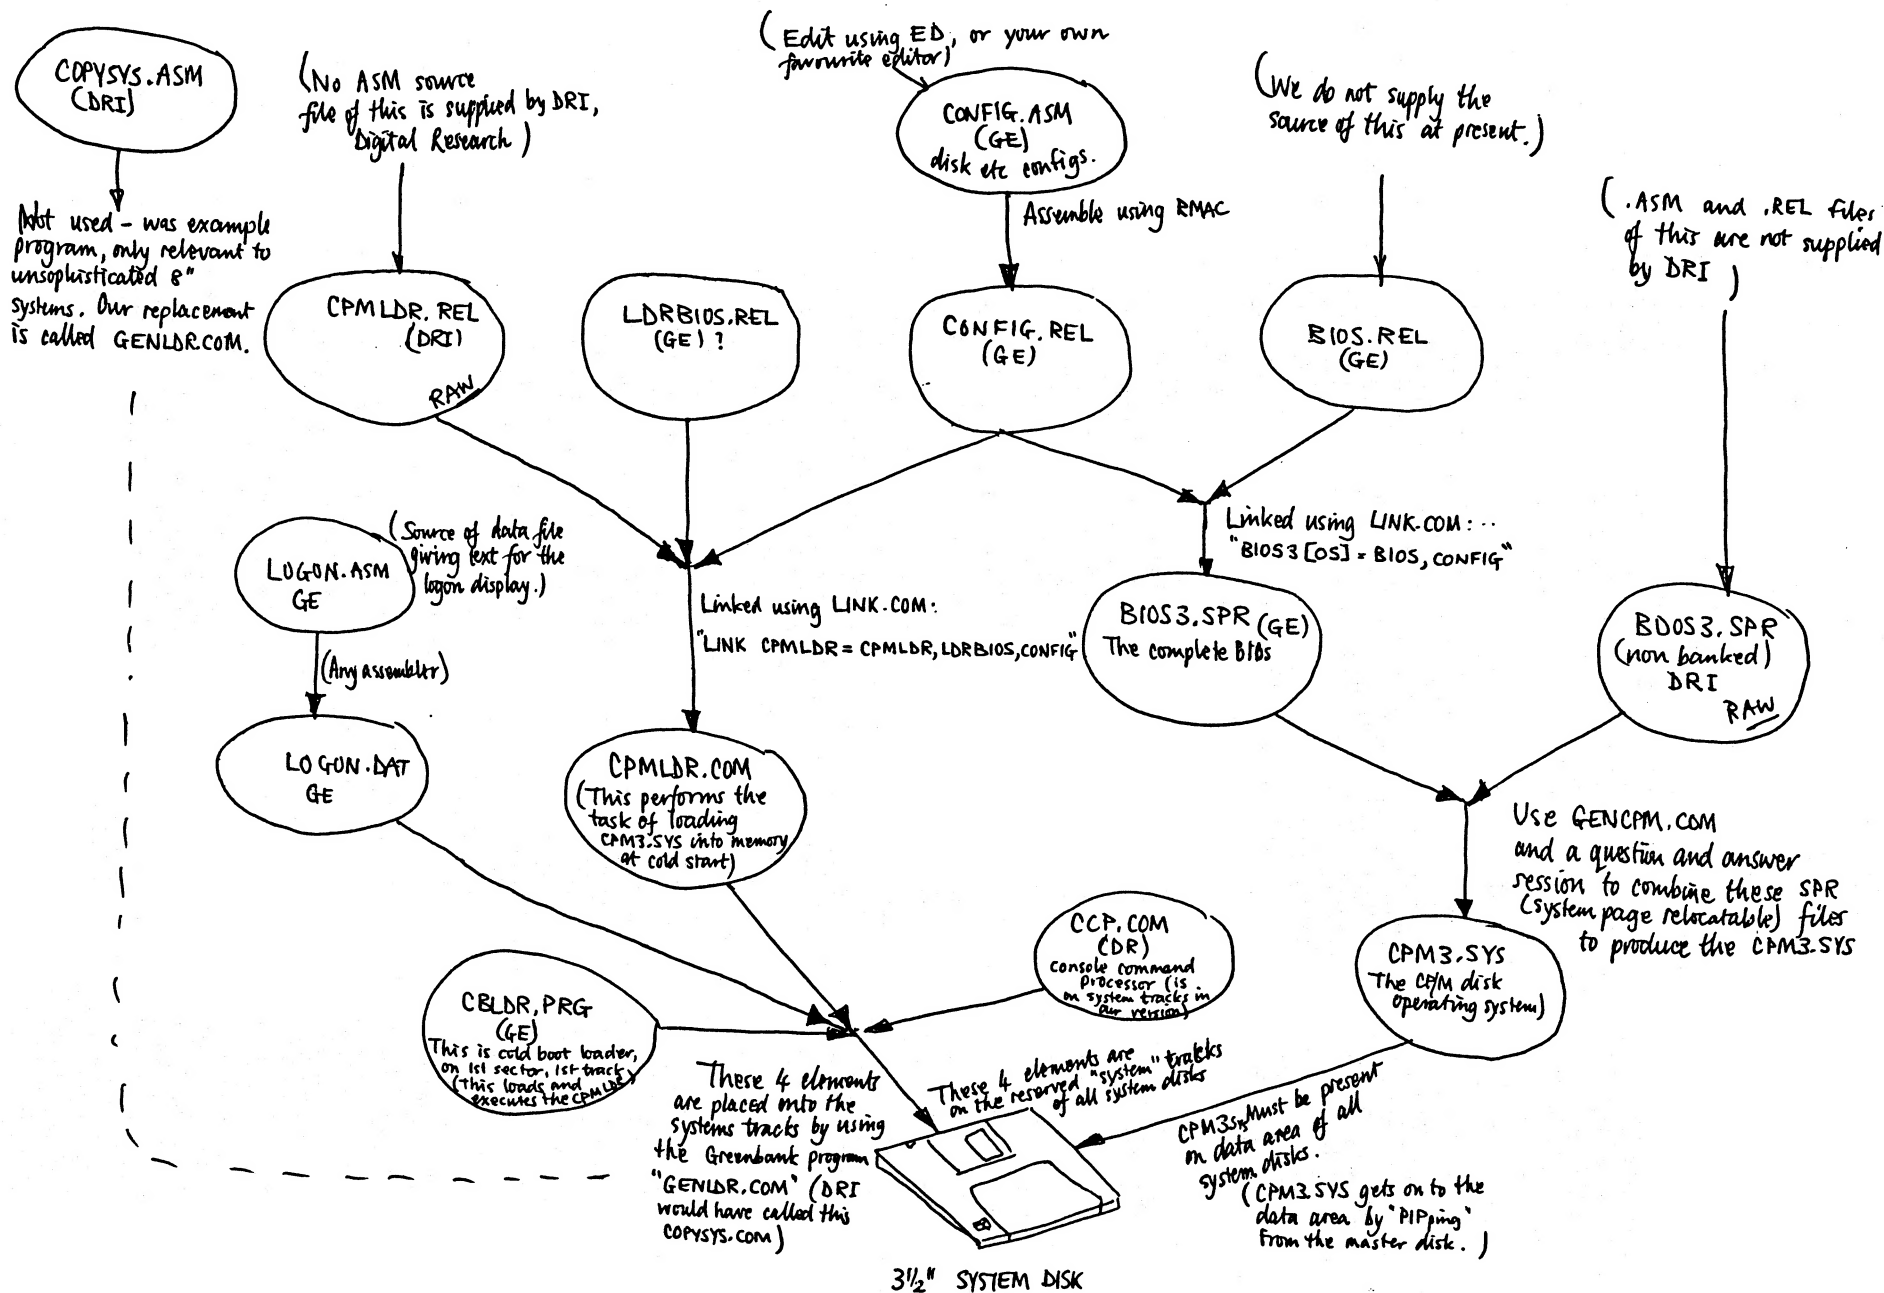 COPYSYS.ASM
(DRI)
Not used – was example
program, only relevant to
unsophisticated 8"
systems. Our replacement
is called GENLDR.COM.
(No ASM source
file of this is supplied by DRI,
Digital Research)
CPMLDR.REL
(DRI)
RAW
LDRBIOS.REL
(GE) ?
(Edit using ED, or your own
favourite editor)
CONFIG.ASM
(GE)
disk etc configs.
Assemble using RMAC
CONFIG.REL
(GE)
(We do not supply the
source of this at present.)
BIOS.REL
(GE)
(.ASM and .REL files
of this are not supplied
by DRI)
LOGON.ASM
GE
(Source of data file
giving text for the
logon display.)
(Any assembler)
LOGON.DAT
GE
Linked using LINK.COM:
"LINK CPMLDR = CPMLDR, LDRBIOS, CONFIG"
CPMLDR.COM
(This performs the
task of loading
CPM3.SYS into memory
at cold start)
Linked using LINK.COM: ..
"BIOS3 [OS] = BIOS, CONFIG"
BIOS3.SPR (GE)
The complete BIOS
BDOS3.SPR
(non banked)
DRI
RAW
Use GENCPM.COM
and a question and answer
session to combine these SPR
(system page relocatable) files
to produce the CPM3.SYS
CPM3.SYS
The CP/M disk
operating system)
CCP.COM
(DR)
console command
processor (is
on system tracks in
our version)
CBLDR.PRG
(GE)
This is cold boot loader,
on 1st sector, 1st track
(This loads and
executes the CPMLDR)
These 4 elements
are placed onto the
systems tracks by using
the Greenbank program
"GENLDR.COM" (DRI
would have called this
COPYSYS.COM)
These 4 elements are
on the reserved "system" tracks
of all system disks
CPM3.SYS Must be present
on data area of all
system disks.
(CPM3.SYS gets on to the
data area by "PIPping"
from the master disk.)
3½" SYSTEM DISK